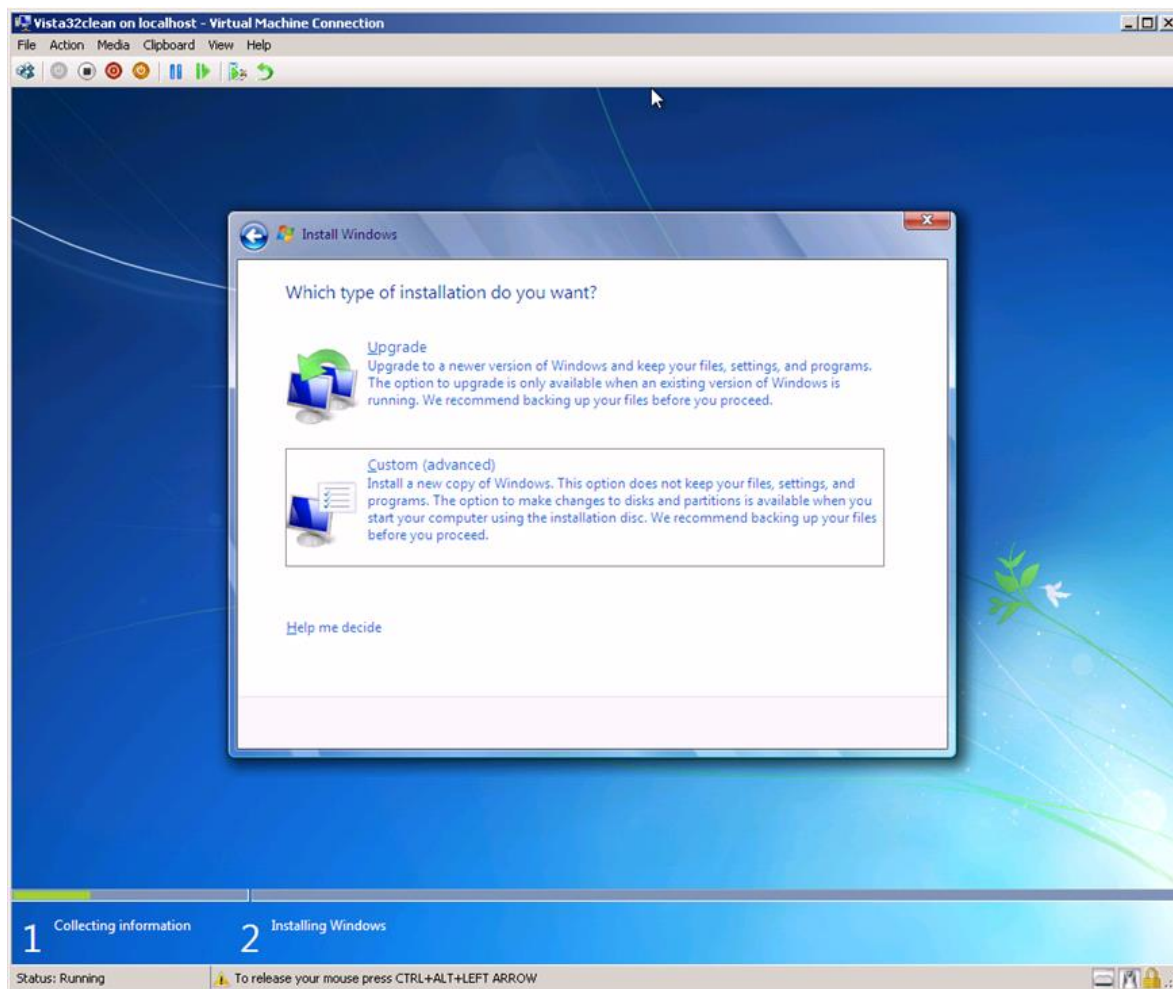 Vista32clean on localhost - Virtual Machine Connection
File Action Media Clipboard View Help
Install Windows
Which type of installation do you want?
Upgrade
Upgrade to a newer version of Windows and keep your files, settings, and programs.
The option to upgrade is only available when an existing version of Windows is
running. We recommend backing up your files before you proceed.
Custom (advanced)
Install a new copy of Windows. This option does not keep your files, settings, and
programs. The option to make changes to disks and partitions is available when you
start your computer using the installation disc. We recommend backing up your files
before you proceed.
Help me decide
1 Collecting information 2 Installing Windows
Status: Running To release your mouse press CTRL+ALT+LEFT ARROW